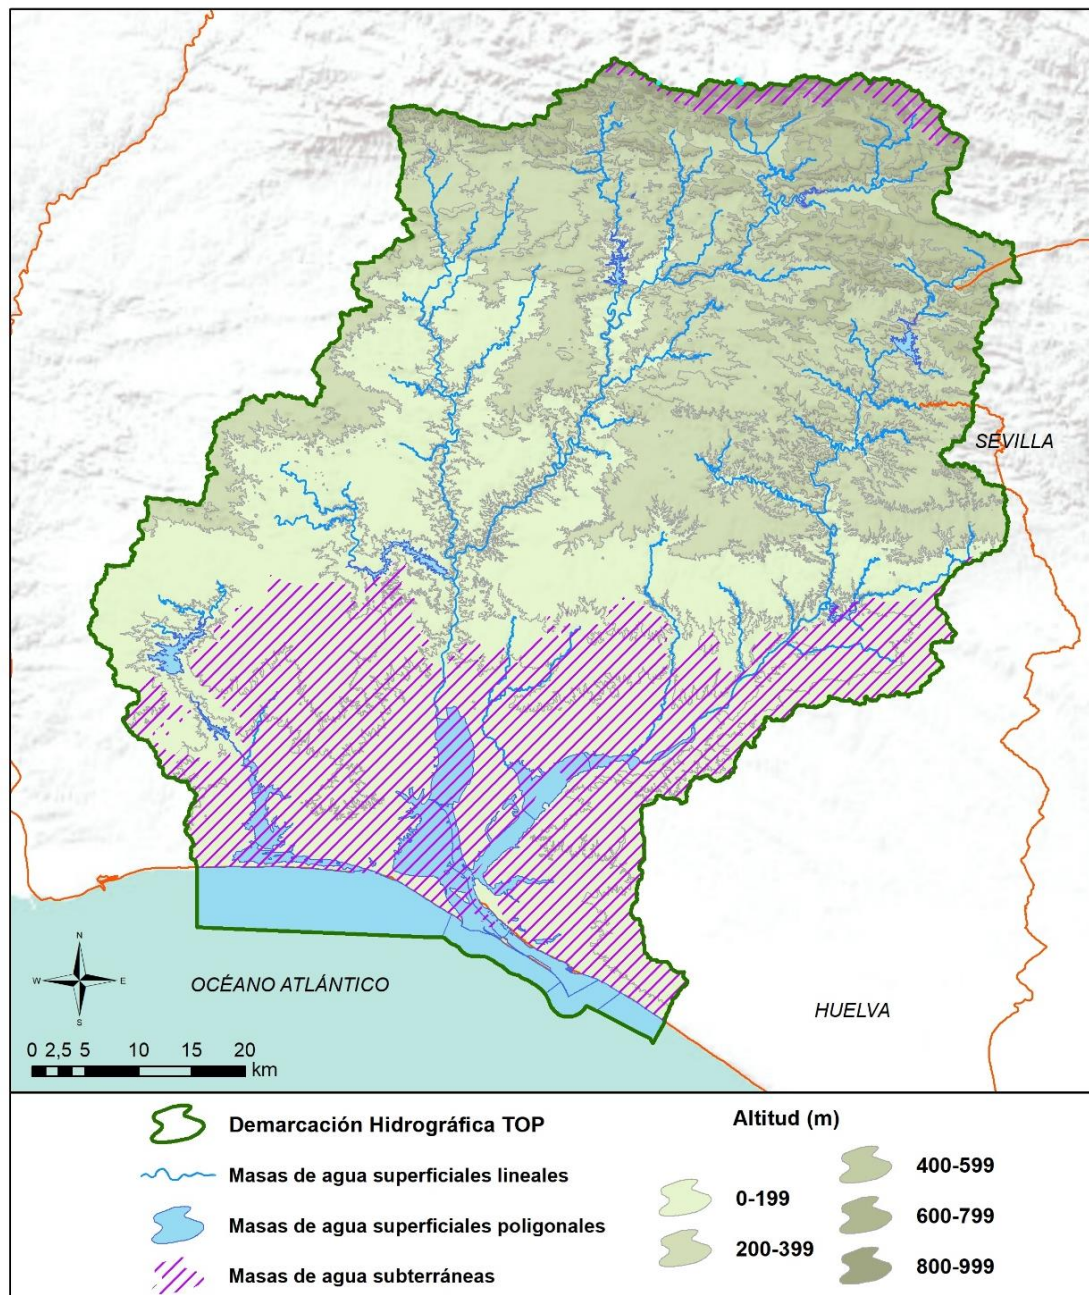 SEVILLA
N
W
E
S
OCÉANO ATLÁNTICO
HUELVA
0 2,5 5 10 15 20
km
Demarcación Hidrográfica TOP
Masas de agua superficiales lineales
Masas de agua superficiales poligonales
Masas de agua subterráneas
Altitud (m)
0-199
200-399
400-599
600-799
800-999